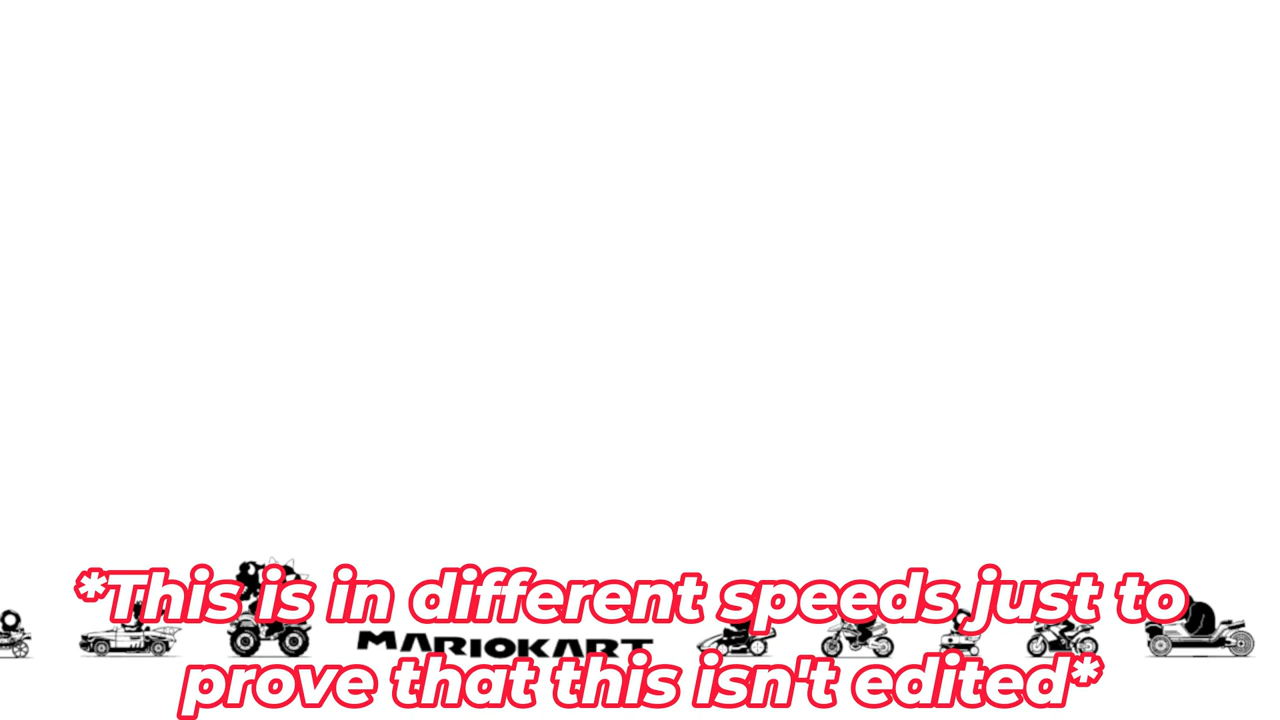 *This is in different speeds just to
MARIOKART
prove that this isn't edited*